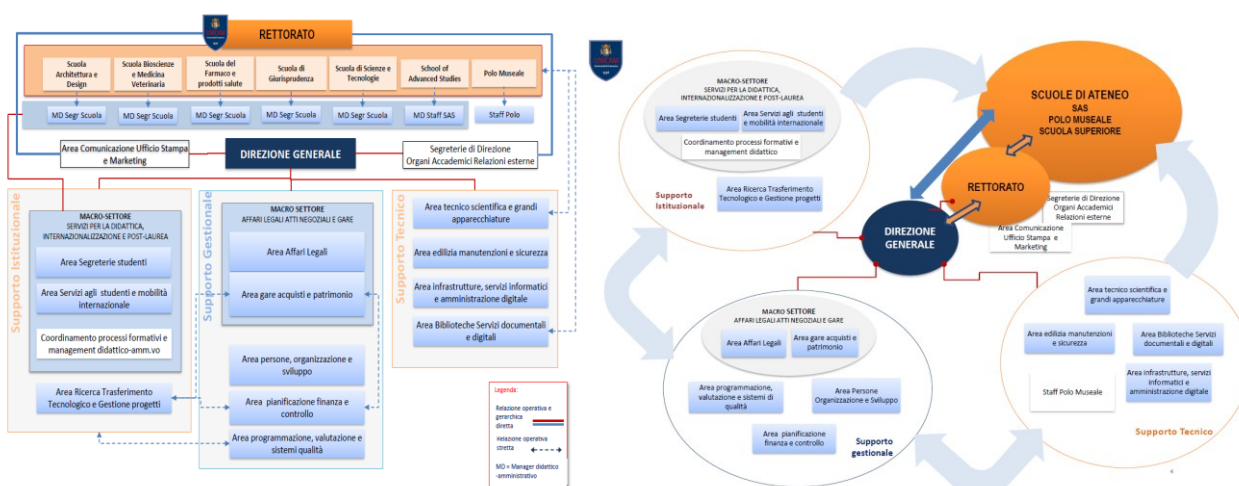 UNICAM
RETTORATO
Scuola
Architettura e
Design
Scuola Bioscienze
e Medicina
Veterinaria
Scuola del
Farmaco e
prodotti salute
Scuola di
Giurisprudenza
Scuola di Scienze e
Tecnologie
School of
Advanced Studies
Polo Museale
MD Segr Scuola
MD Segr Scuola
MD Segr Scuola
MD Segr Scuola
MD Segr Scuola
MD Staff SAS
Staff Polo
Area Comunicazione Ufficio Stampa
e Marketing
DIREZIONE GENERALE
Segreterie di Direzione
Organi Accademici Relazioni esterne
Supporto Istituzionale
MACRO-SETTORE
SERVIZI PER LA DIDATTICA,
INTERNAZIONALIZZAZIONE E POST-LAUREA
Area Segreterie studenti
Area Servizi agli studenti e mobilità
internazionale
Coordinamento processi formativi e
management didattico-amm.vo
Area Ricerca Trasferimento
Tecnologico e Gestione progetti
Supporto Gestionale
MACRO SETTORE
AFFARI LEGALI ATTI NEGOZIALI E GARE
Area Affari Legali
Area gare acquisti e patrimonio
Area persone, organizzazione e
sviluppo
Area pianificazione finanza e
controllo
Area programmazione, valutazione e
sistemi qualità
Supporto Tecnico
Area tecnico scientifica e grandi
apparecchiature
Area edilizia manutenzioni e sicurezza
Area infrastrutture, servizi informatici
e amministrazione digitale
Area Biblioteche Servizi documentali
e digitali
Legenda:
Relazione operativa e
gerarchica
diretta
Relazione operativa
stretta
MD = Manager didattico
-amministrativo
UNICAM
MACRO-SETTORE
SERVIZI PER LA DIDATTICA,
INTERNAZIONALIZZAZIONE E POST-LAUREA
Area Segreterie studenti
Area Servizi agli studenti
e mobilità internazionale
Coordinamento processi formativi e
management didattico
Supporto
Istituzionale
Area Ricerca Trasferimento
Tecnologico e Gestione progetti
SCUOLE DI ATENEO
SAS
POLO MUSEALE
SCUOLA SUPERIORE
RETTORATO
Segreterie di Direzione
Organi Accademici
Relazioni esterne
Area Comunicazione
Ufficio Stampa e
Marketing
DIREZIONE
GENERALE
MACRO SETTORE
AFFARI LEGALI ATTI NEGOZIALI E GARE
Area Affari Legali
Area gare acquisti e
patrimonio
Area programmazione,
valutazione e sistemi di
qualità
Area Persone
Organizzazione e Sviluppo
Area pianificazione
finanza e controllo
Supporto
gestionale
Area tecnico scientifica e
grandi apparecchiature
Area edilizia manutenzioni
e sicurezza
Area Biblioteche Servizi
documentali e digitali
Staff Polo Museale
Area infrastrutture, servizi
informatici e
amministrazione digitale
Supporto Tecnico